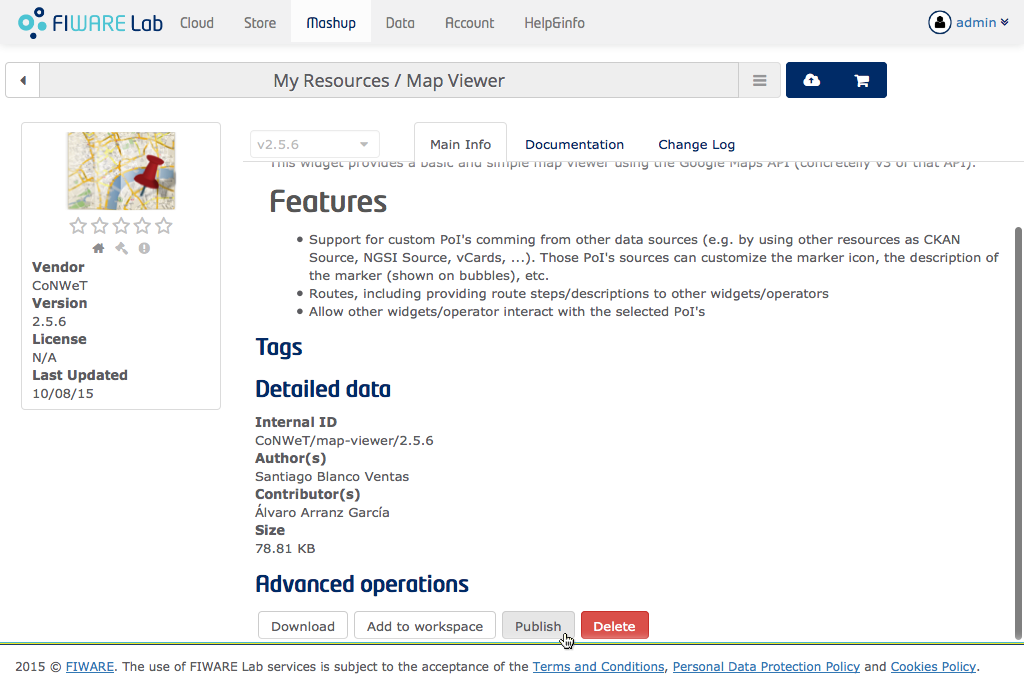 FIWARE Lab Cloud Store Mashup Data Account Help&info admin
My Resources / Map Viewer
v2.5.6 Main Info Documentation Change Log
This widget provides a basic and simple map viewer using the Google Maps API (concretelly v3 of that API).
Features
• Support for custom PoI's comming from other data sources (e.g. by using other resources as CKAN
Source, NGSI Source, vCards, ...). Those PoI's sources can customize the marker icon, the description of
the marker (shown on bubbles), etc.
• Routes, including providing route steps/descriptions to other widgets/operators
• Allow other widgets/operator interact with the selected PoI's
Tags
Detailed data
Internal ID
CoNWeT/map-viewer/2.5.6
Author(s)
Santiago Blanco Ventas
Contributor(s)
Álvaro Arranz García
Size
78.81 KB
Advanced operations
Download Add to workspace Publish Delete
Vendor
CoNWeT
Version
2.5.6
License
N/A
Last Updated
10/08/15
2015 © FIWARE. The use of FIWARE Lab services is subject to the acceptance of the Terms and Conditions, Personal Data Protection Policy and Cookies Policy.